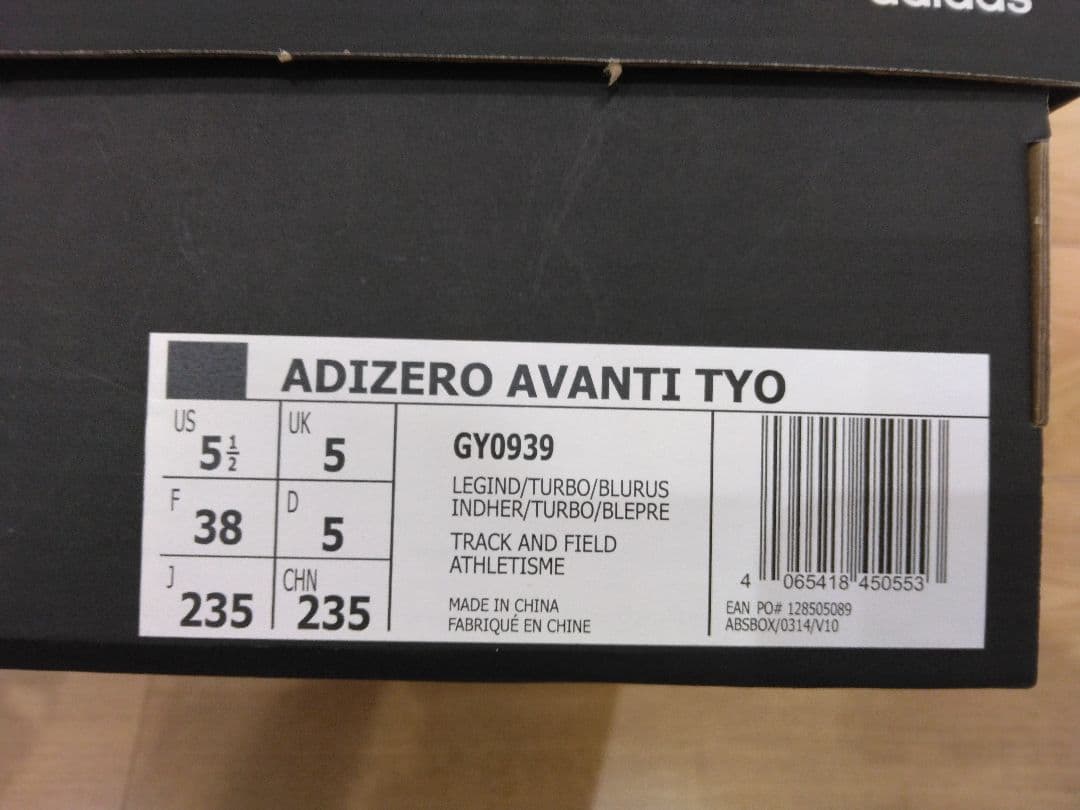 adidas
ADIZERO AVANTI TYO
US 5½
UK 5
F 38
D 5
J 235
CHN 235
GY0939
LEGIND/TURBO/BLURUS
INDHER/TURBO/BLEPRE
TRACK AND FIELD
ATHLETISME
MADE IN CHINA
FABRIQUÉ EN CHINE
4 065418 450553
EAN PO# 128505089
ABSBOX/0314/V10